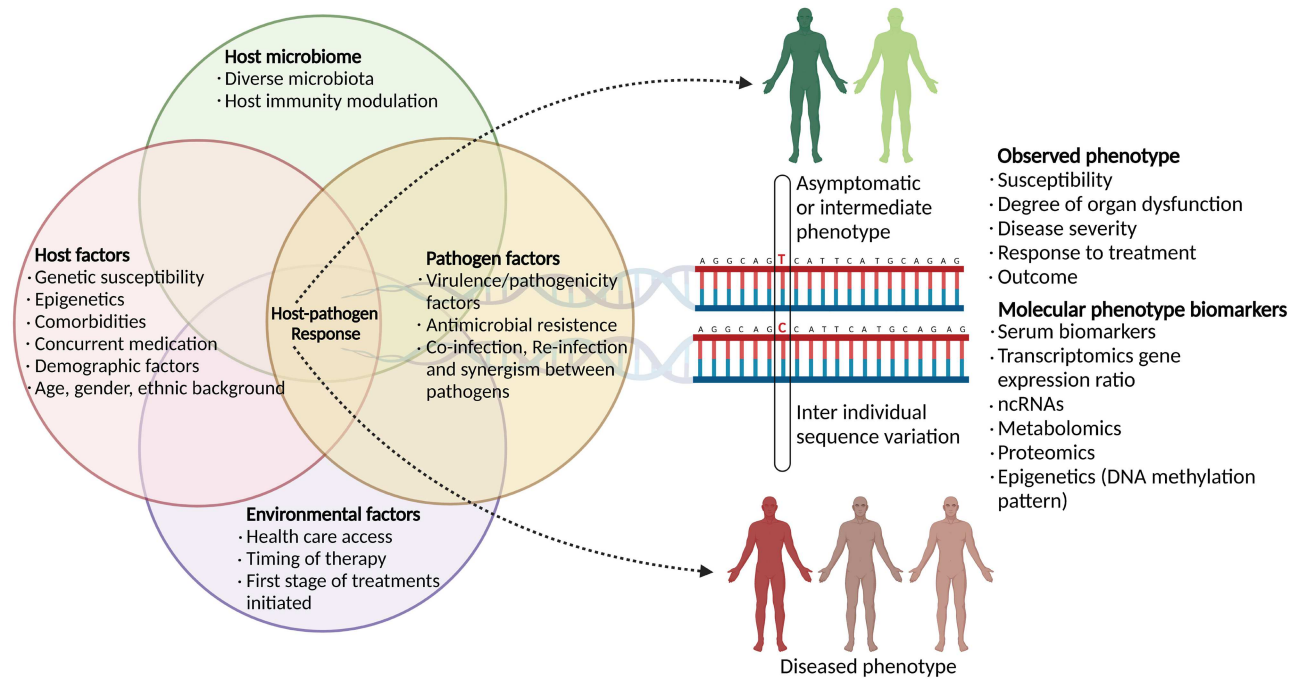 Host microbiome
· Diverse microbiota
· Host immunity modulation
Host factors
· Genetic susceptibility
· Epigenetics
· Comorbidities
· Concurrent medication
· Demographic factors
· Age, gender, ethnic background
Host-pathogen
Response
Pathogen factors
· Virulence/pathogenicity
factors
· Antimicrobial resistence
· Co-infection, Re-infection
and synergism between
pathogens
Environmental factors
· Health care access
· Timing of therapy
· First stage of treatments
initiated
Asymptomatic
or intermediate
phenotype
A G G C A G T C A T T C A T G C A G A G
A G G C A G C C A T T C A T G C A G A G
Inter individual
sequence variation
Diseased phenotype
Observed phenotype
· Susceptibility
· Degree of organ dysfunction
· Disease severity
· Response to treatment
· Outcome
Molecular phenotype biomarkers
· Serum biomarkers
· Transcriptomics gene
expression ratio
· ncRNAs
· Metabolomics
· Proteomics
· Epigenetics (DNA methylation
pattern)